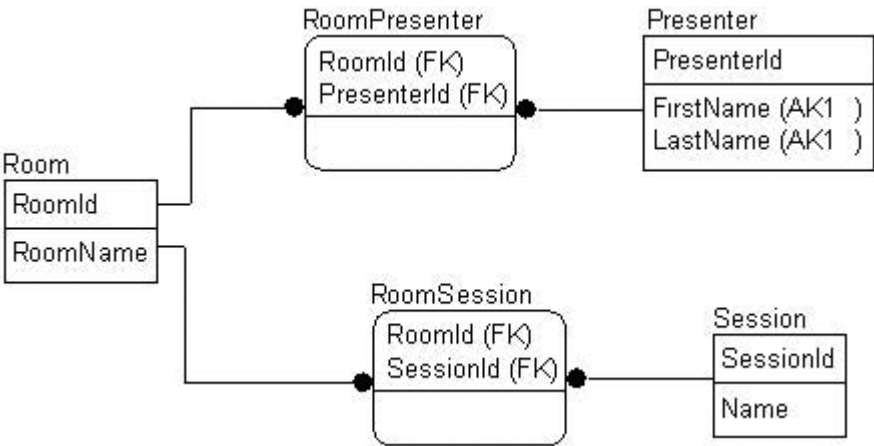 RoomPresenter
RoomId (FK)
PresenterId (FK)
Presenter
PresenterId
FirstName (AK1 )
LastName (AK1 )
Room
RoomId
RoomName
RoomSession
RoomId (FK)
SessionId (FK)
Session
SessionId
Name